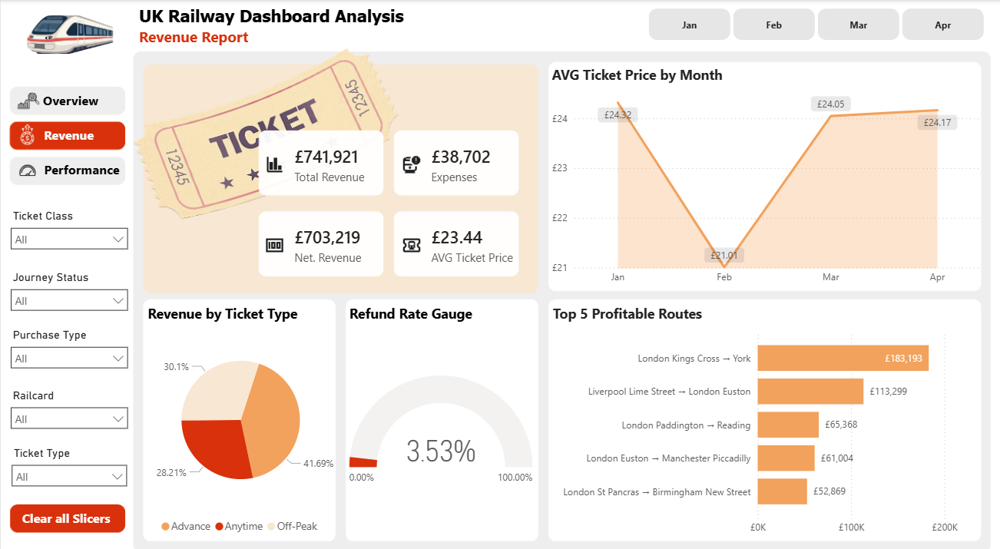 UK Railway Dashboard Analysis
Revenue Report
Jan
Feb
Mar
Apr
Overview
Revenue
Performance
Ticket Class
All
Journey Status
All
Purchase Type
All
Railcard
All
Ticket Type
All
Clear all Slicers
12345
TICKET
12345
£741,921
Total Revenue
£38,702
Expenses
£703,219
Net. Revenue
£23.44
AVG Ticket Price
AVG Ticket Price by Month
£24
£23
£22
£21
£24.32
£21.01
£24.05
£24.17
Jan
Feb
Mar
Apr
Revenue by Ticket Type
30.1%
28.21%
41.69%
Advance
Anytime
Off-Peak
Refund Rate Gauge
3.53%
0.00%
100.00%
Top 5 Profitable Routes
London Kings Cross → York
£183,193
Liverpool Lime Street → London Euston
£113,299
London Paddington → Reading
£65,368
London Euston → Manchester Piccadilly
£61,004
London St Pancras → Birmingham New Street
£52,869
£0K
£100K
£200K